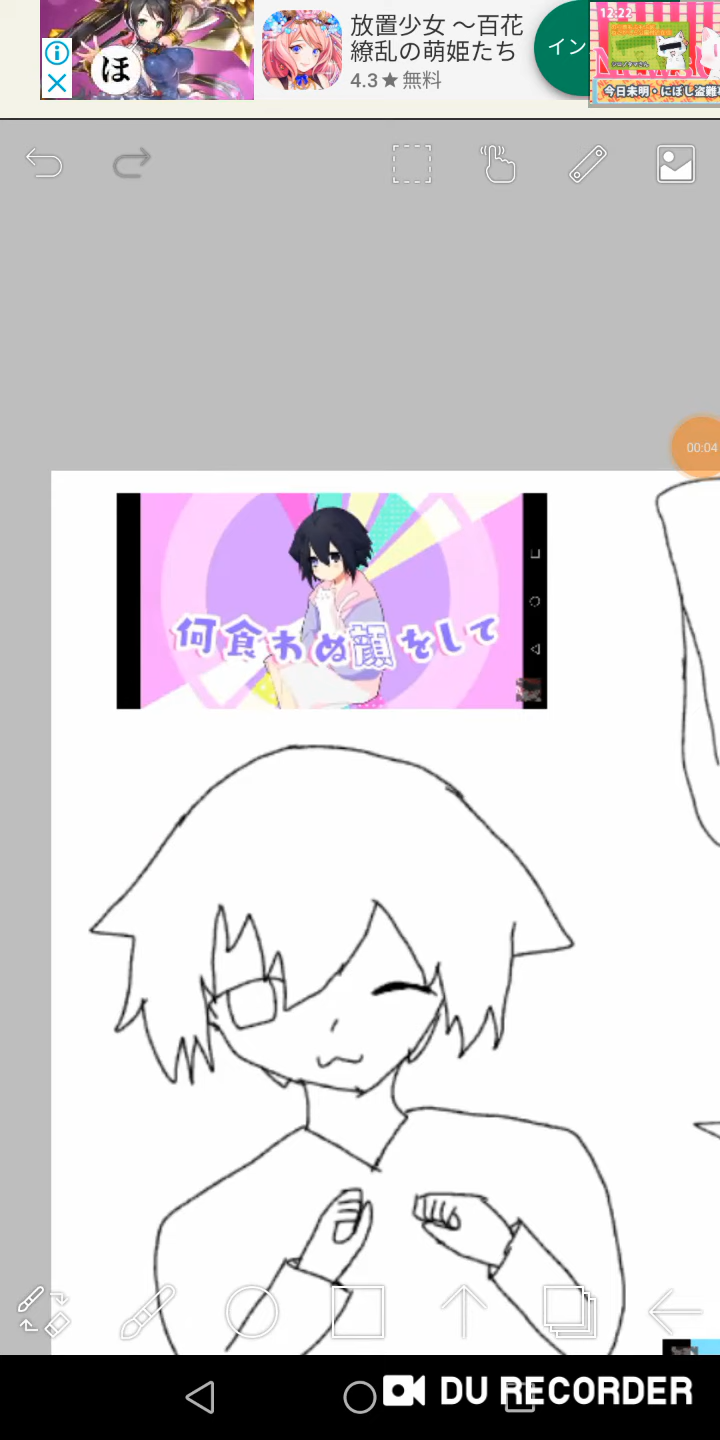 ほ
放置少女 〜百花
繚乱の萌姫たち
4.3★無料
イン
12:22
今日未明・にぼし盗難
00:04
何食わぬ顔をして
DU RECORDER